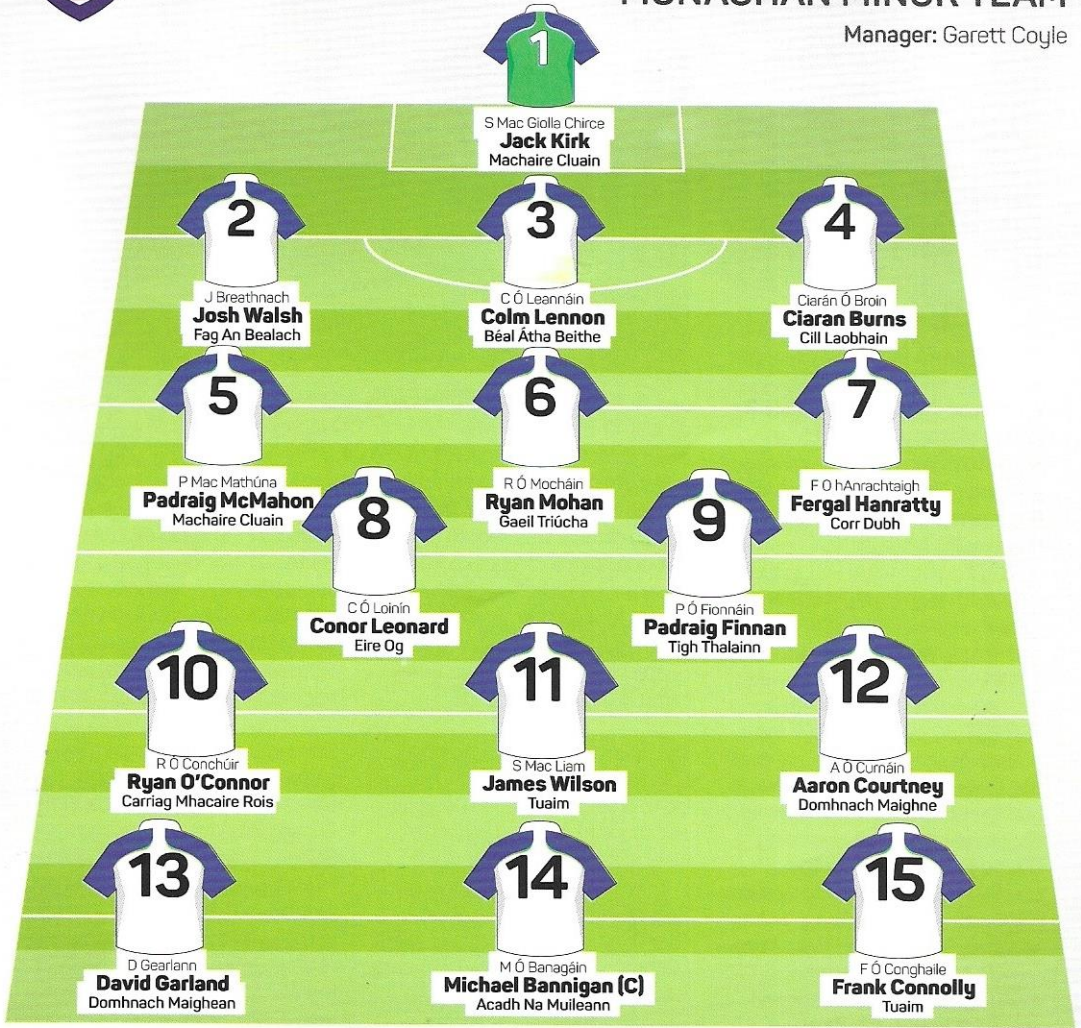 MONAGHAN MINOR TEAM
Manager: Garett Coyle
1
S Mac Giolla Chirce
Jack Kirk
Machaire Cluain
2
3
4
J Breathnach
Josh Walsh
Fag An Bealach
C Ó Leannáin
Colm Lennon
Béal Átha Beithe
Ciarán Ó Broin
Ciaran Burns
Cill Laobhain
5
6
7
P Mac Mathúna
Padraig McMahon
Machaire Cluain
R Ó Mocháin
Ryan Mohan
Gaeil Triúcha
F O hAnrachtaigh
Fergal Hanratty
Corr Dubh
8
9
C Ó Loinín
Conor Leonard
Eire Og
P Ó Fionnáin
Padraig Finnan
Tigh Thalainn
10
11
12
R Ó Conchúir
Ryan O'Connor
Carriag Mhacaire Rois
S Mac Liam
James Wilson
Tuaim
A Ó Curnáin
Aaron Courtney
Domhnach Maighne
13
14
15
D Gearlann
David Garland
Domhnach Maighean
M Ó Banagáin
Michael Bannigan (C)
Acadh Na Muileann
F Ó Conghaile
Frank Connolly
Tuaim